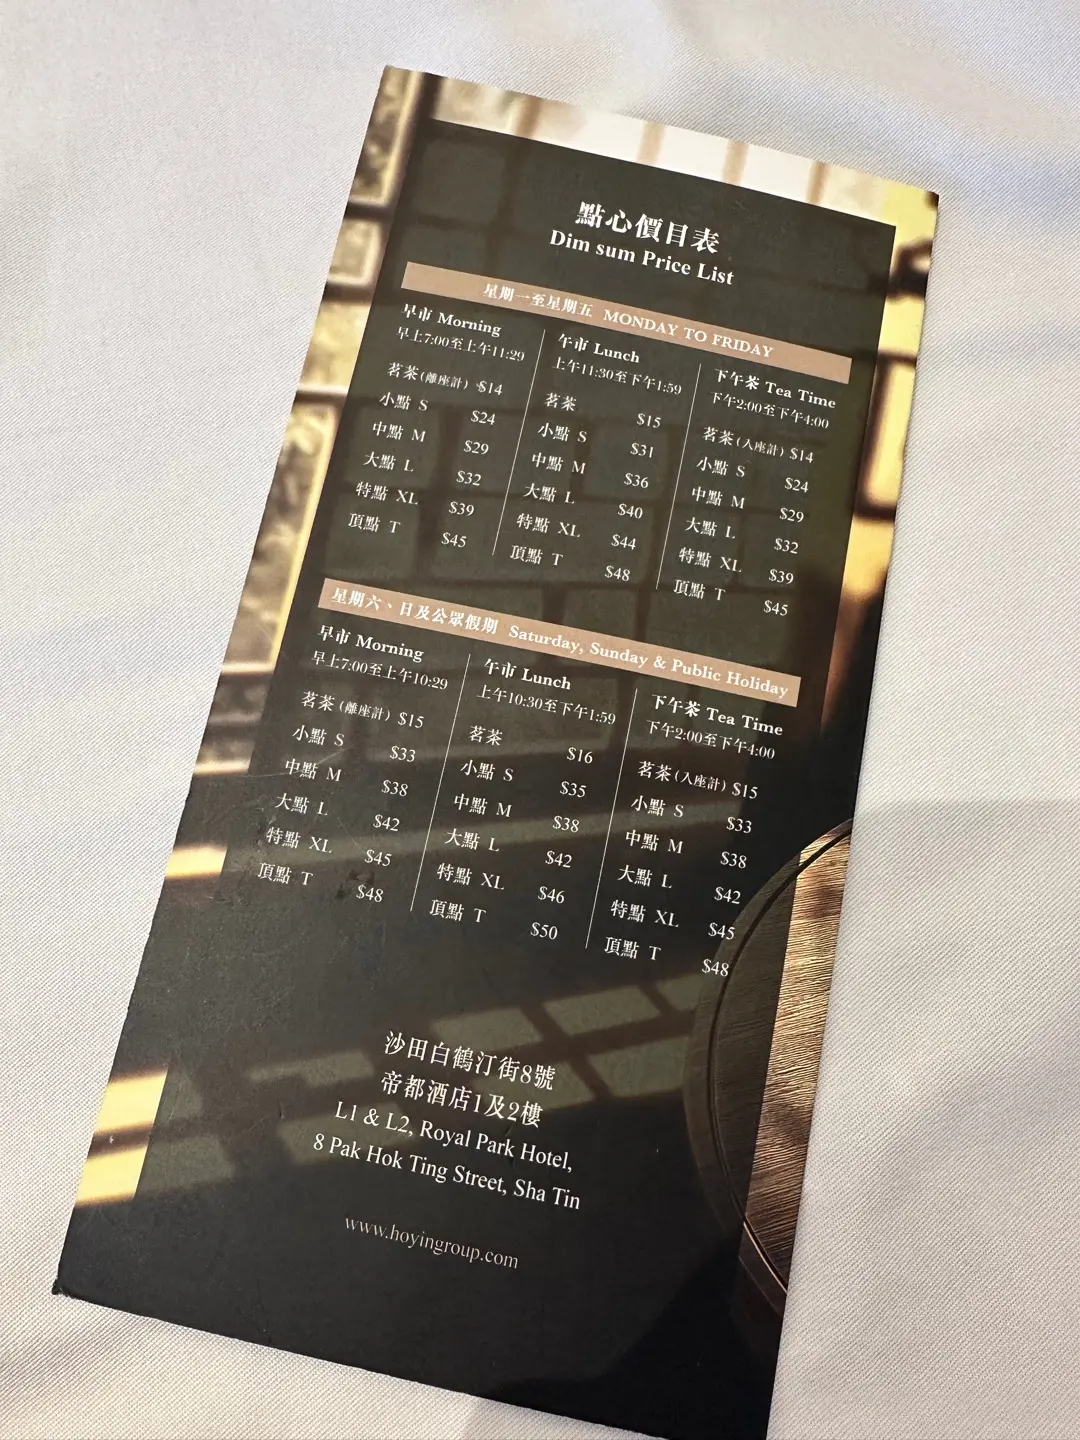 點心價目表
Dim sum Price List
星期一至星期五 MONDAY TO FRIDAY
早市 Morning
早上7:00至上午11:29
茗茶(離座計) $14
小點 S $24
中點 M $29
大點 L $32
特點 XL $39
頂點 T $45
午市 Lunch
上午11:30至下午1:59
茗茶 $15
小點 S $31
中點 M $36
大點 L $40
特點 XL $44
頂點 T $48
下午茶 Tea Time
下午2:00至下午4:00
茗茶(入座計) $14
小點 S $24
中點 M $29
大點 L $32
特點 XL $39
頂點 T $45
星期六、日及公眾假期 Saturday, Sunday & Public Holiday
早市 Morning
早上7:00至上午10:29
茗茶(離座計) $15
小點 S $33
中點 M $38
大點 L $42
特點 XL $45
頂點 T $48
午市 Lunch
上午10:30至下午1:59
茗茶 $16
小點 S $35
中點 M $38
大點 L $42
特點 XL $46
頂點 T $50
下午茶 Tea Time
下午2:00至下午4:00
茗茶(入座計) $15
小點 S $33
中點 M $38
大點 L $42
特點 XL $45
頂點 T $48
沙田白鶴汀街8號
帝都酒店1及2樓
L1 & L2, Royal Park Hotel,
8 Pak Hok Ting Street, Sha Tin
www.hoyingroup.com